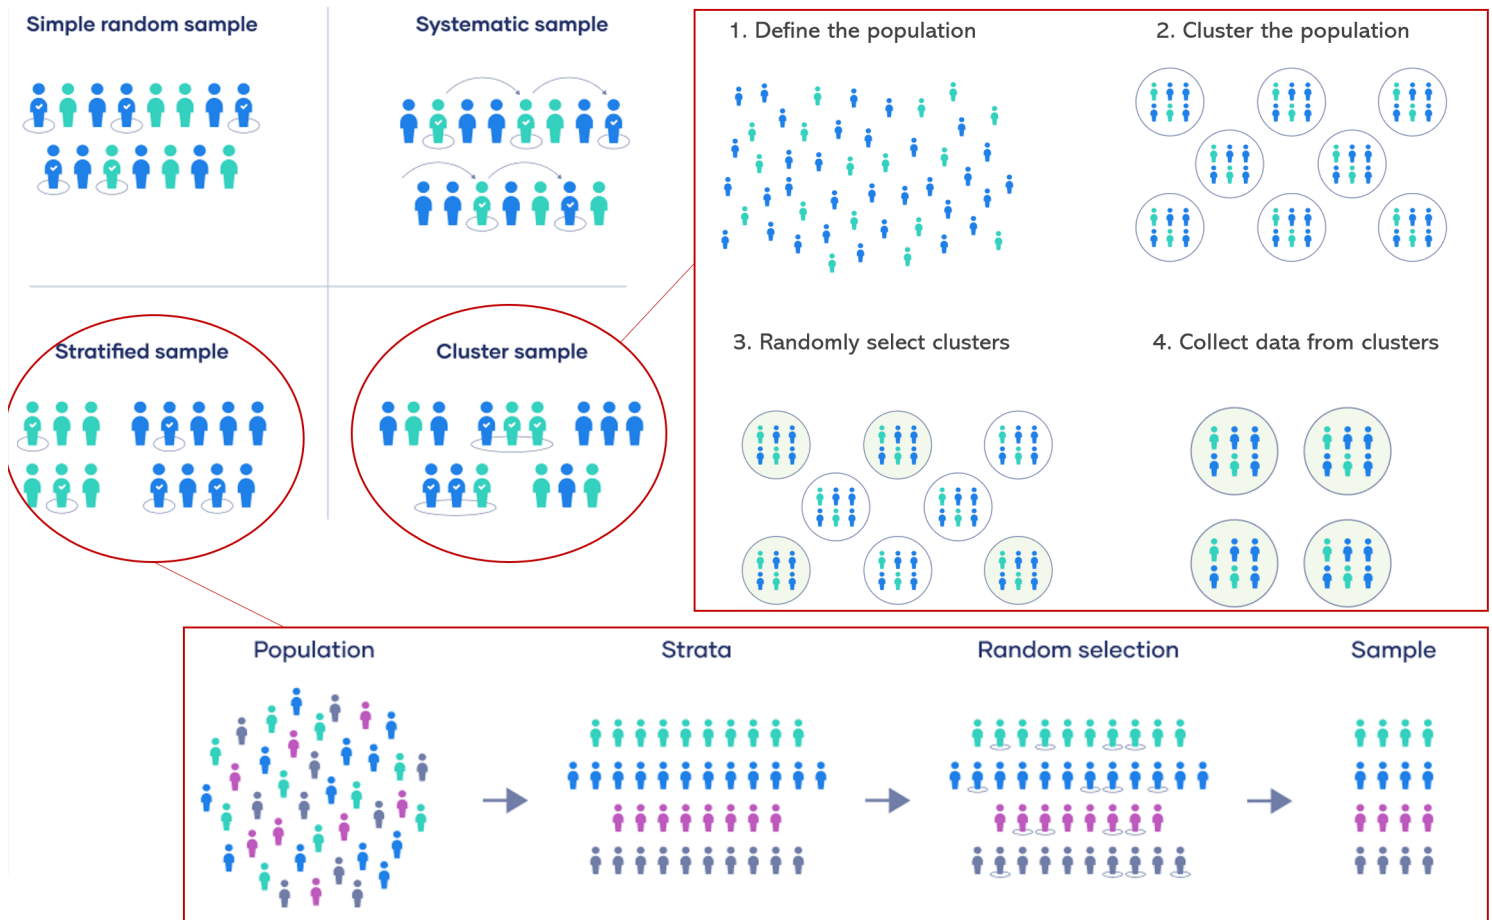 Simple random sample
Systematic sample
Stratified sample
Cluster sample
1. Define the population
2. Cluster the population
3. Randomly select clusters
4. Collect data from clusters
Population
Strata
Random selection
Sample